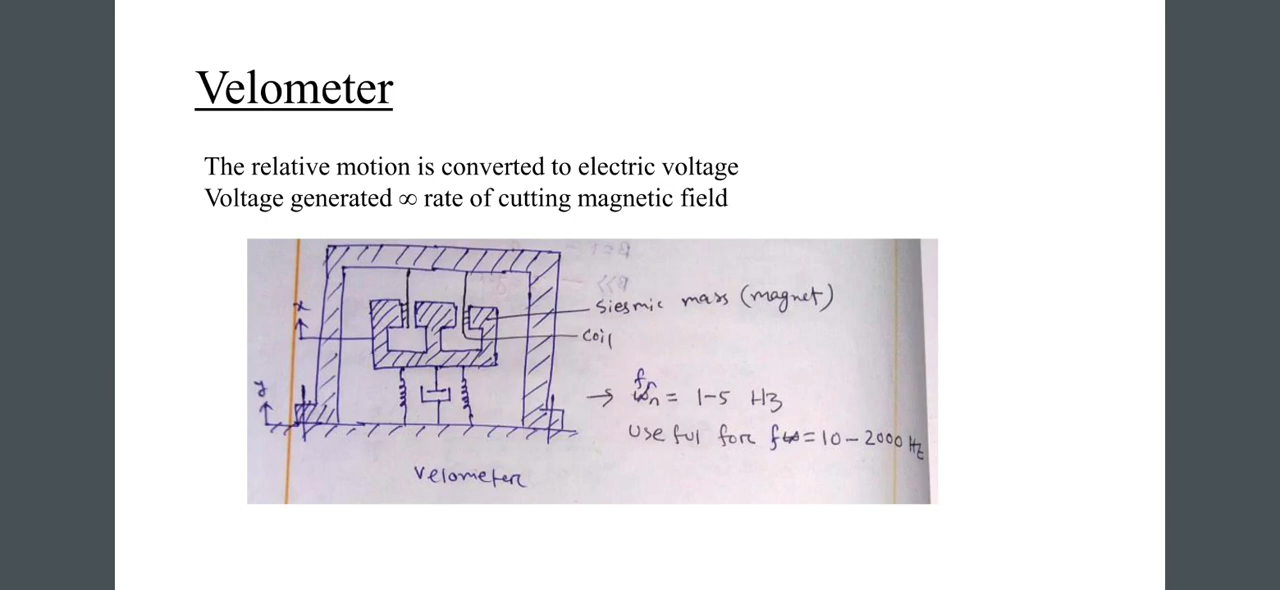 Velometer
The relative motion is converted to electric voltage
Voltage generated ∞ rate of cutting magnetic field
x
siesmic mass (magnet)
coil
y
→ fn = 1-5 Hz
useful for f = 10-2000 Hz
velometer